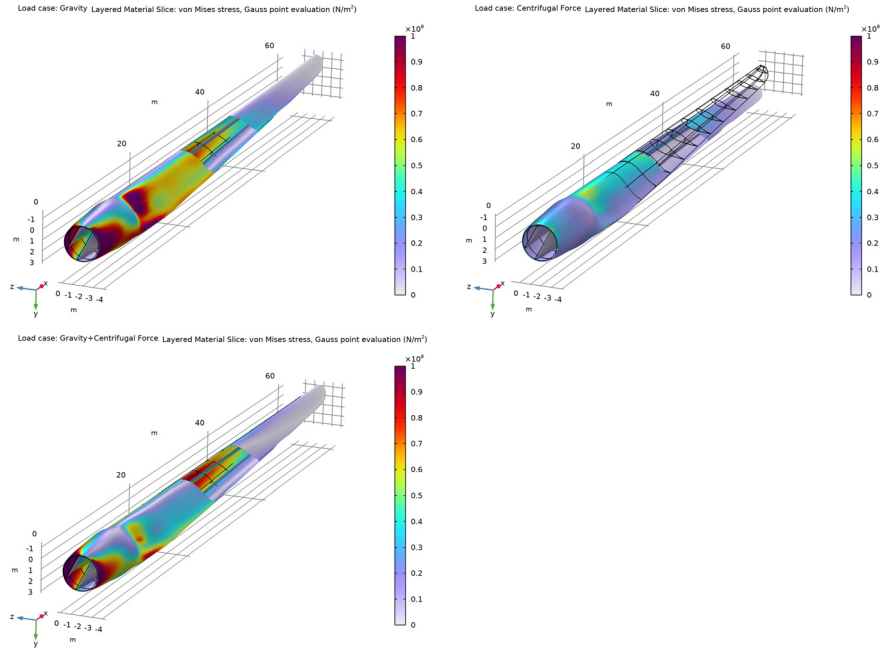 Load case: Gravity Layered Material Slice: von Mises stress, Gauss point evaluation (N/m²)
×10⁸
1
0.9
0.8
0.7
0.6
0.5
0.4
0.3
0.2
0.1
0
60
40
20
m
0
-1
0
1
2
3
m
0 -1 -2 -3 -4
m
z
x
y
Load case: Centrifugal Force Layered Material Slice: von Mises stress, Gauss point evaluation (N/m²)
×10⁸
1
0.9
0.8
0.7
0.6
0.5
0.4
0.3
0.2
0.1
0
60
40
20
m
0
-1
0
1
2
3
m
0 -1 -2 -3 -4
m
z
x
y
Load case: Gravity+Centrifugal Force Layered Material Slice: von Mises stress, Gauss point evaluation (N/m²)
×10⁸
1
0.9
0.8
0.7
0.6
0.5
0.4
0.3
0.2
0.1
0
60
40
20
m
0
-1
0
1
2
3
m
0 -1 -2 -3 -4
m
z
x
y